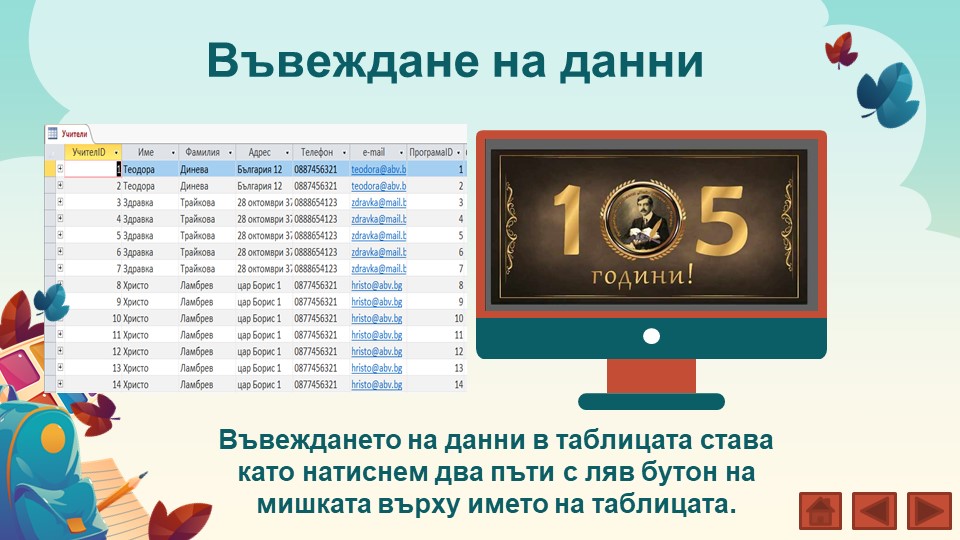 Въвеждане на данни
Учители
УчителID Име Фамилия Адрес Телефон e-mail ПрограмаID
1 Теодора Динева България 12 0887456321 teodora@abv.b 1
2 Теодора Динева България 12 0887456321 teodora@abv.b 2
3 Здравка Трайкова 28 октомври 37 0888654123 zdravka@mail.b 3
4 Здравка Трайкова 28 октомври 37 0888654123 zdravka@mail.b 4
5 Здравка Трайкова 28 октомври 37 0888654123 zdravka@mail.b 5
6 Здравка Трайкова 28 октомври 37 0888654123 zdravka@mail.b 6
7 Здравка Трайкова 28 октомври 37 0888654123 zdravka@mail.b 7
8 Христо Ламбрев цар Борис 1 0877456321 hristo@abv.bg 8
9 Христо Ламбрев цар Борис 1 0877456321 hristo@abv.bg 9
10 Христо Ламбрев цар Борис 1 0877456321 hristo@abv.bg 10
11 Христо Ламбрев цар Борис 1 0877456321 hristo@abv.bg 11
12 Христо Ламбрев цар Борис 1 0877456321 hristo@abv.bg 12
13 Христо Ламбрев цар Борис 1 0877456321 hristo@abv.bg 13
14 Христо Ламбрев цар Борис 1 0877456321 hristo@abv.bg 14
105
години!
Въвеждането на данни в таблицата става
като натиснем два пъти с ляв бутон на
мишката върху името на таблицата.